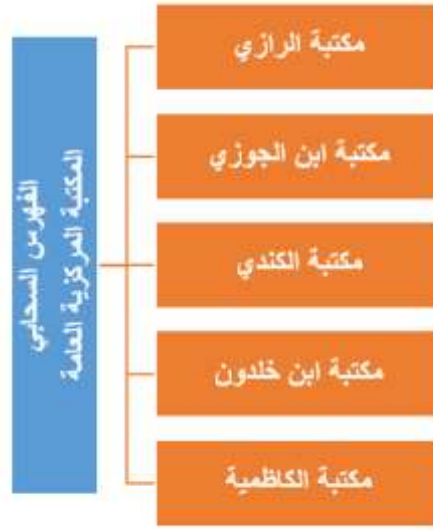 الفهرس السحابي
المكتبة المركزية العامة
مكتبة الرازي
مكتبة ابن الجوزي
مكتبة الكندي
مكتبة ابن خلدون
مكتبة الكاظمية